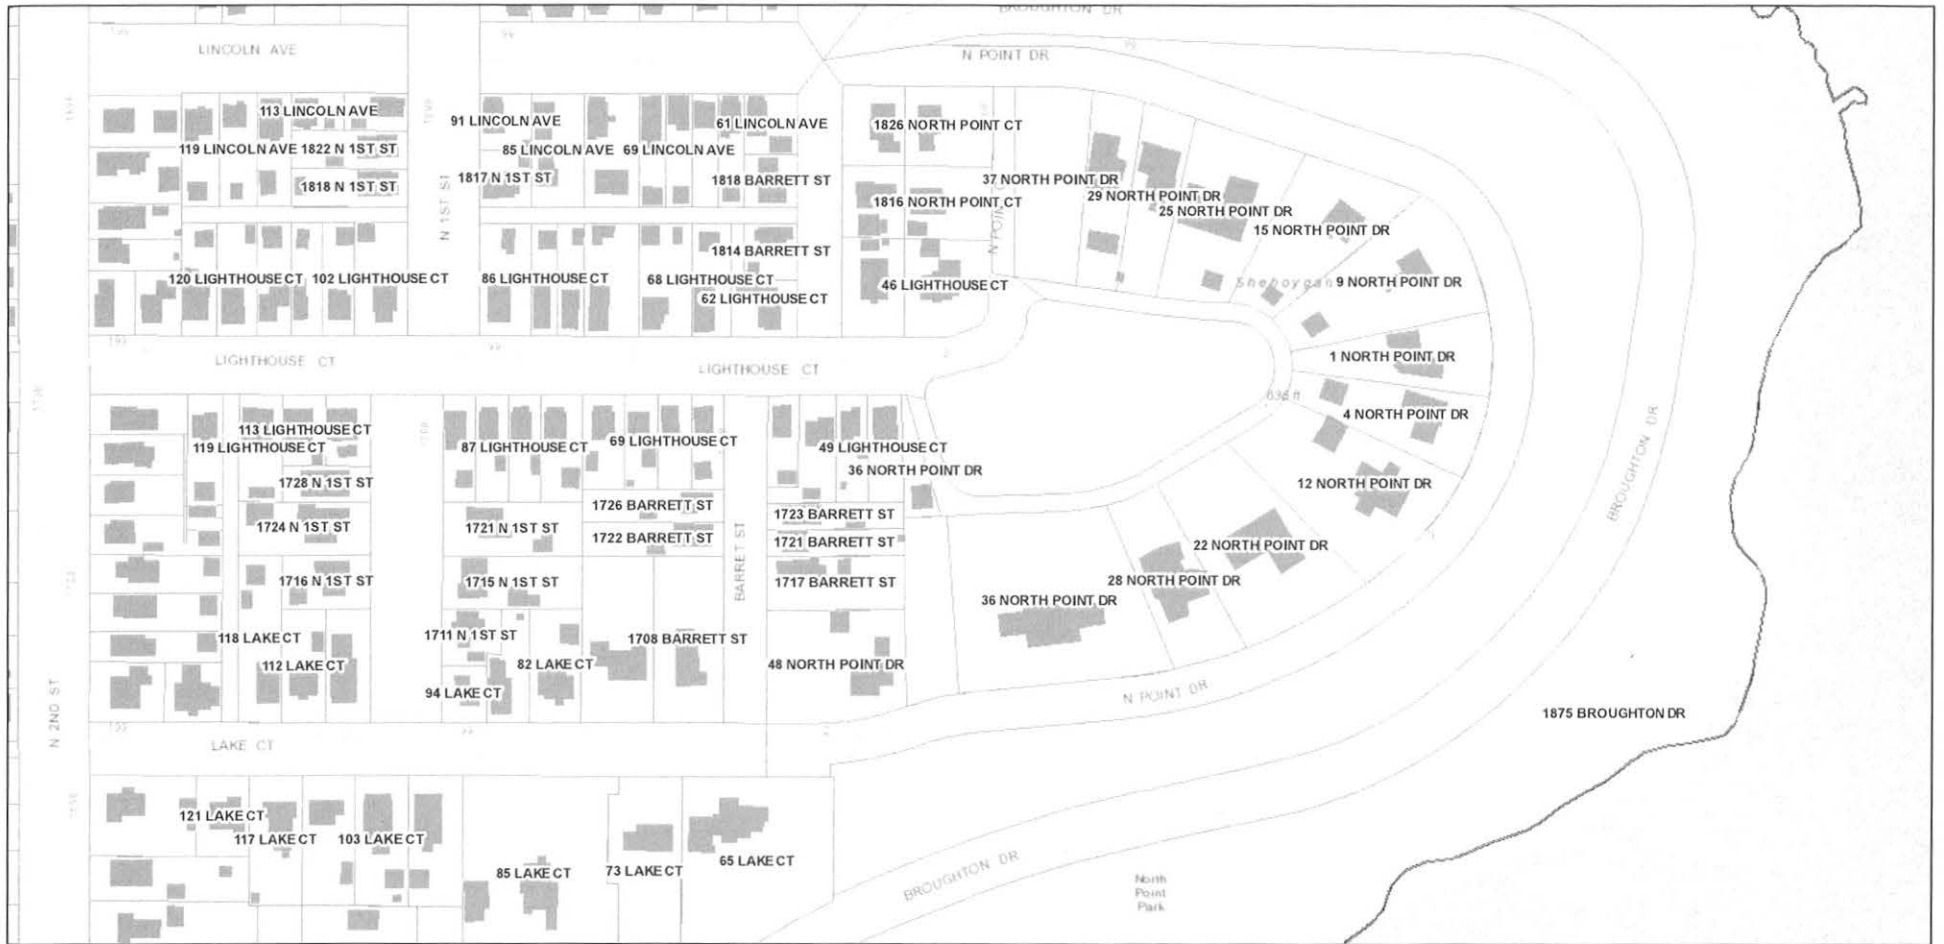 BROUGHTON DR
LINCOLN AVE
N POINT DR
113 LINCOLN AVE
91 LINCOLN AVE
61 LINCOLN AVE
1826 NORTH POINT CT
119 LINCOLN AVE
1822 N 1ST ST
85 LINCOLN AVE
69 LINCOLN AVE
1818 N 1ST ST
1817 N 1ST ST
1818 BARRETT ST
37 NORTH POINT DR
29 NORTH POINT DR
1816 NORTH POINT CT
25 NORTH POINT DR
N 1ST ST
15 NORTH POINT DR
1814 BARRETT ST
120 LIGHTHOUSE CT
102 LIGHTHOUSE CT
86 LIGHTHOUSE CT
68 LIGHTHOUSE CT
46 LIGHTHOUSE CT
Sheboygan
9 NORTH POINT DR
62 LIGHTHOUSE CT
LIGHTHOUSE CT
LIGHTHOUSE CT
1 NORTH POINT DR
4 NORTH POINT DR
113 LIGHTHOUSE CT
119 LIGHTHOUSE CT
87 LIGHTHOUSE CT
69 LIGHTHOUSE CT
49 LIGHTHOUSE CT
36 NORTH POINT DR
BROUGHTON DR
1728 N 1ST ST
12 NORTH POINT DR
1726 BARRETT ST
1723 BARRETT ST
1724 N 1ST ST
1721 N 1ST ST
1722 BARRETT ST
1721 BARRETT ST
22 NORTH POINT DR
BARRET ST
1716 N 1ST ST
1715 N 1ST ST
1717 BARRETT ST
28 NORTH POINT DR
36 NORTH POINT DR
118 LAKE CT
1711 N 1ST ST
1708 BARRETT ST
112 LAKE CT
82 LAKE CT
48 NORTH POINT DR
94 LAKE CT
N POINT DR
N 2ND ST
1875 BROUGHTON DR
LAKE CT
121 LAKE CT
117 LAKE CT
103 LAKE CT
85 LAKE CT
73 LAKE CT
65 LAKE CT
BROUGHTON DR
North
Point
Park